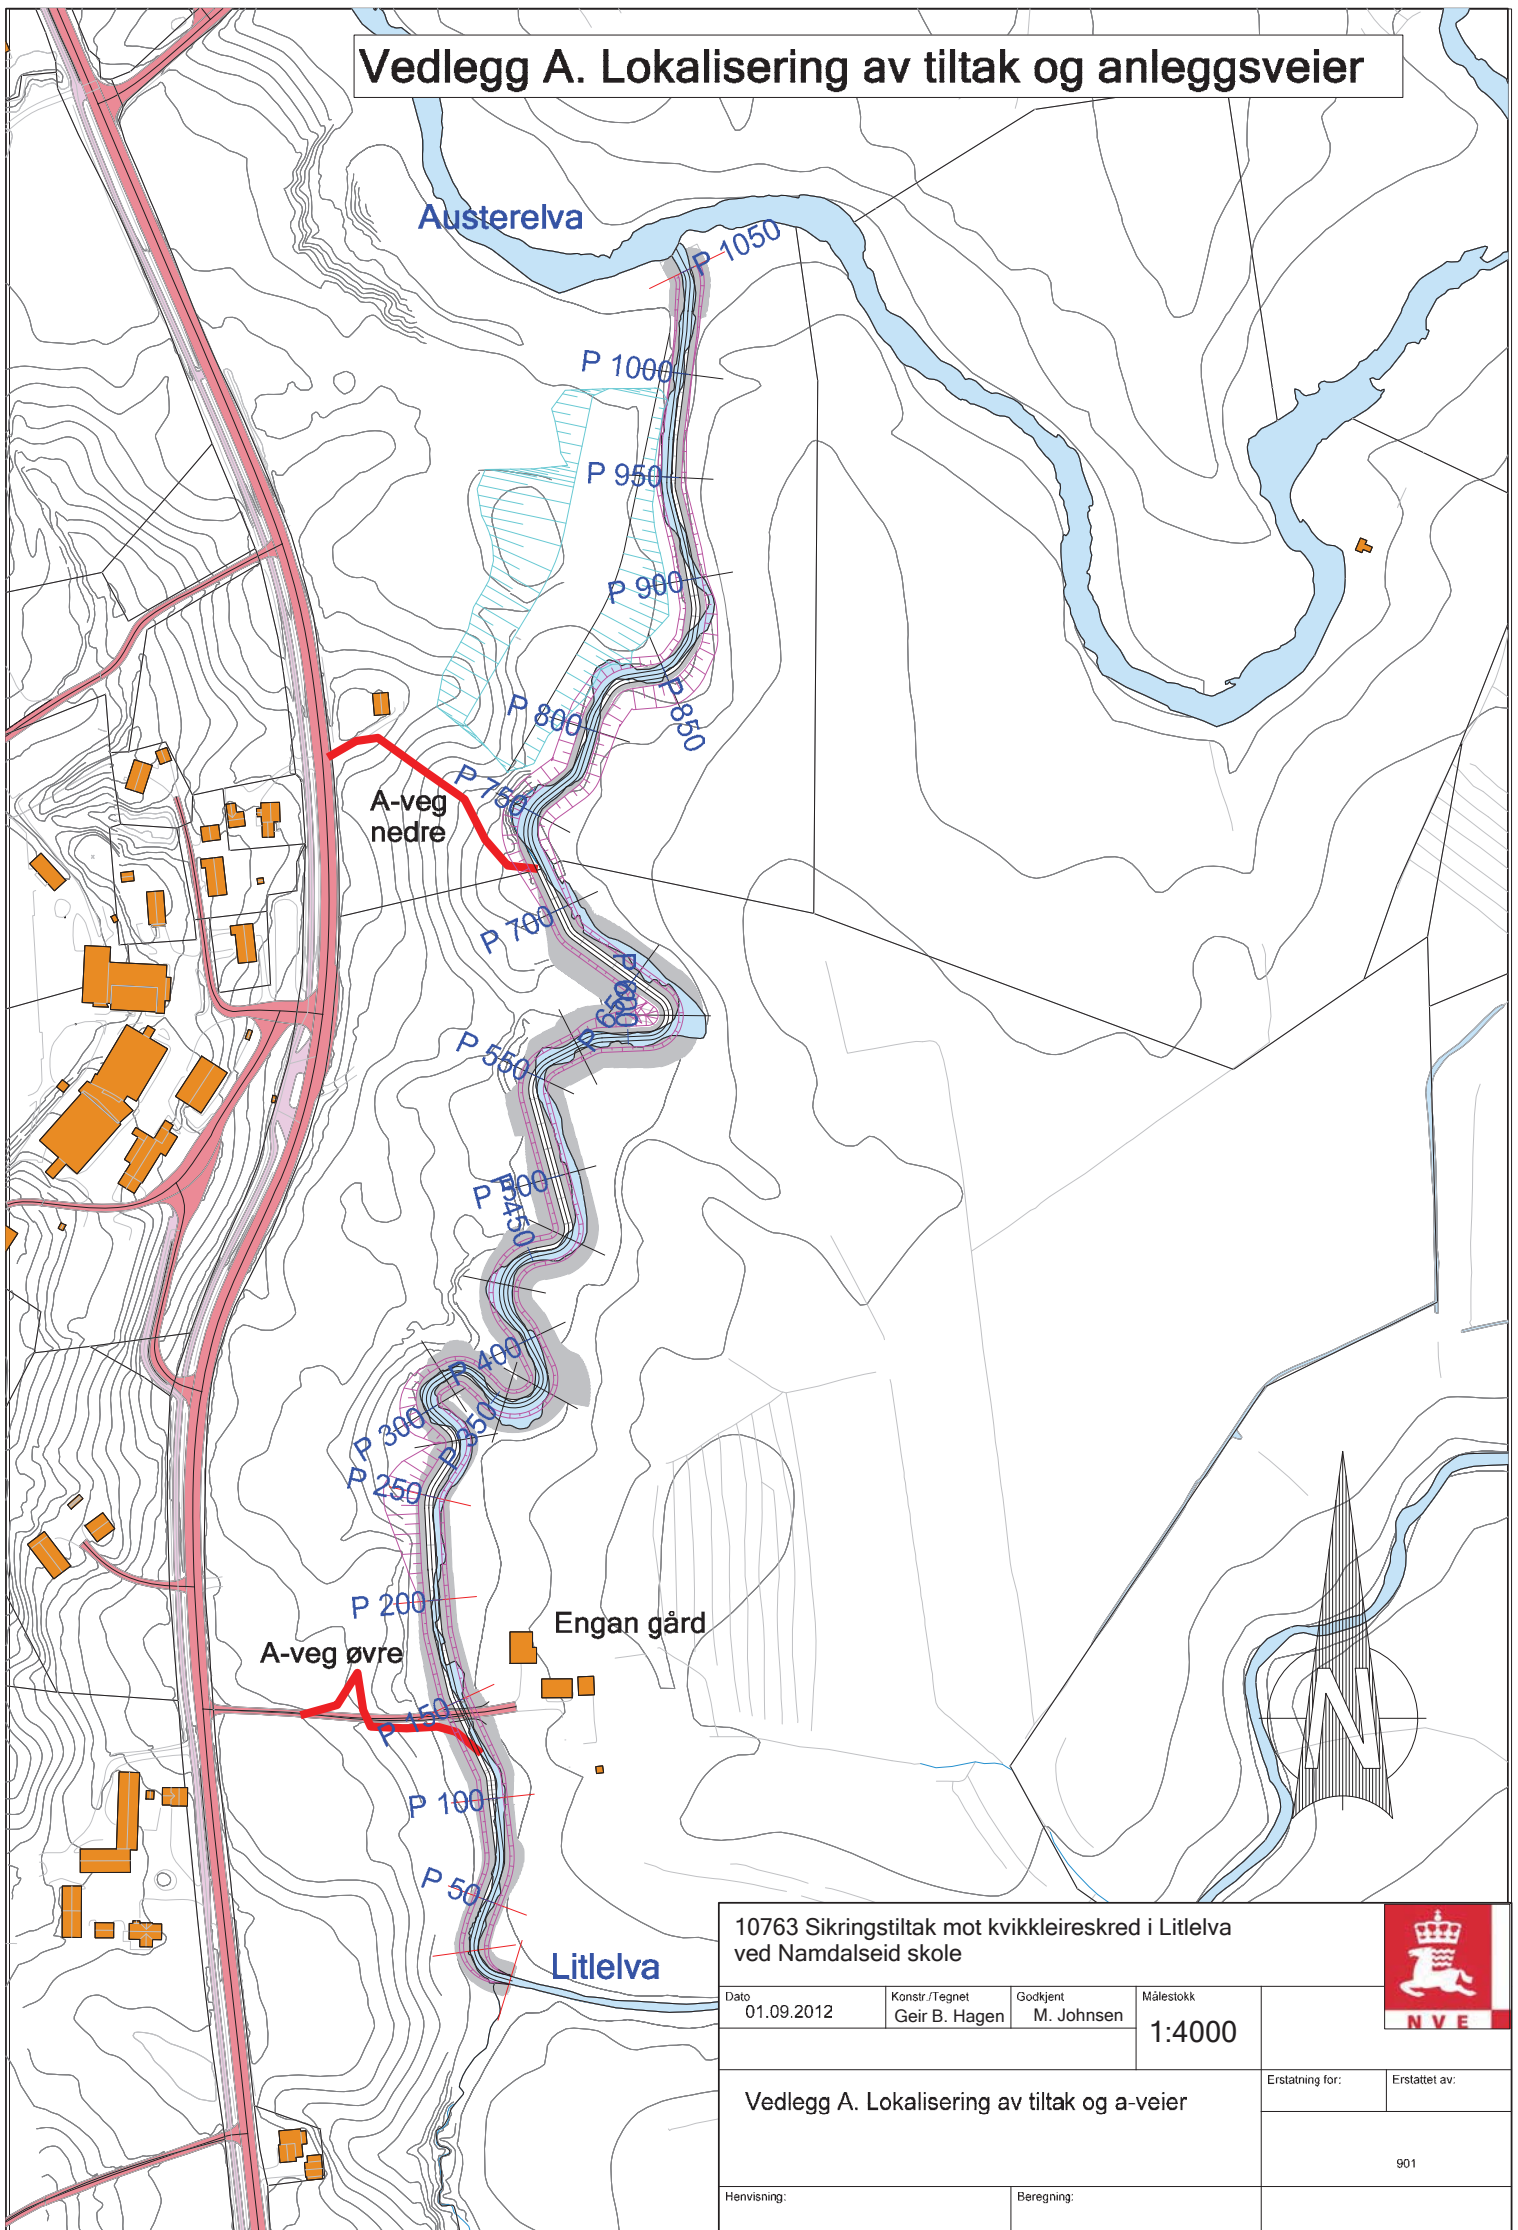 Vedlegg A. Lokalisering av tiltak og anleggsveier
Austerelva
P 1050
P 1000
P 950
P 900
P 850
P 800
P 750
A-veg
nedre
P 700
P 650
P 600
P 550
P 500
P 450
P 400
P 350
P 300
P 250
P 200
Engan gård
A-veg øvre
P 150
P 100
P 50
Litlelva
N
10763 Sikringstiltak mot kvikkleireskred i Litlelva
ved Namdalseid skole
NVE
Dato
01.09.2012
Konstr./Tegnet
Geir B. Hagen
Godkjent
M. Johnsen
Målestokk
1:4000
Vedlegg A. Lokalisering av tiltak og a-veier
Erstatning for:
Erstattet av:
901
Henvisning:
Beregning: